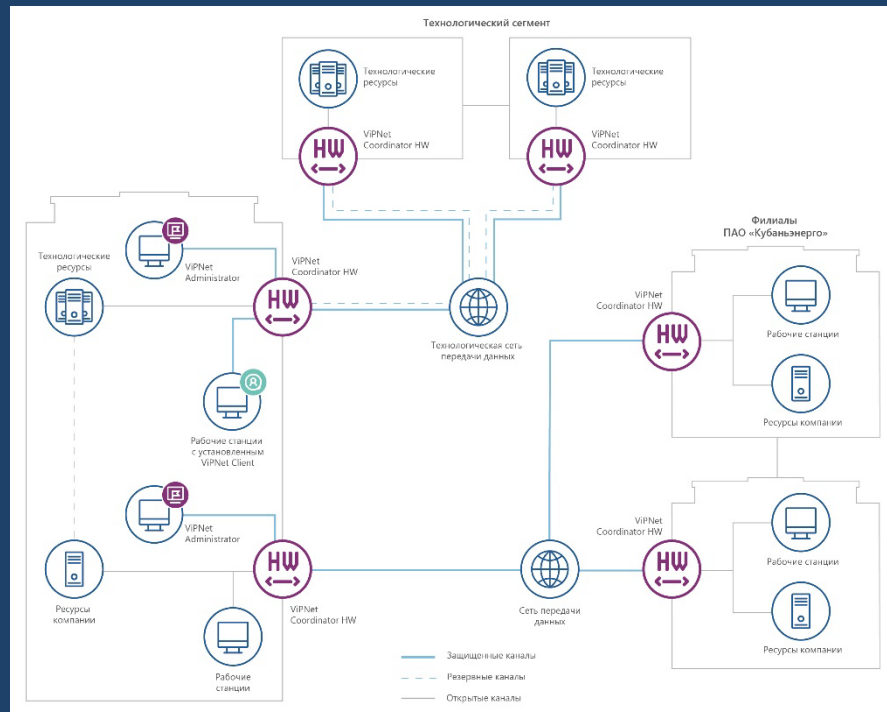 Технологический сегмент
Технологические
ресурсы
ViPNet
Coordinator HW
HW
Технологические
ресурсы
ViPNet
Coordinator HW
HW
ViPNet
Administrator
Технологические
ресурсы
ViPNet
Coordinator HW
HW
Рабочие станции
с установленным
ViPNet Client
Технологическая сеть
передачи данных
Филиалы
ПАО «Кубаньэнерго»
ViPNet
Coordinator HW
HW
Рабочие станции
Ресурсы компании
ViPNet
Administrator
Ресурсы
компании
HW
ViPNet
Coordinator HW
Рабочие
станции
Сеть передачи
данных
ViPNet
Coordinator HW
HW
Рабочие станции
Ресурсы компании
Защищенные каналы
Резервные каналы
Открытые каналы